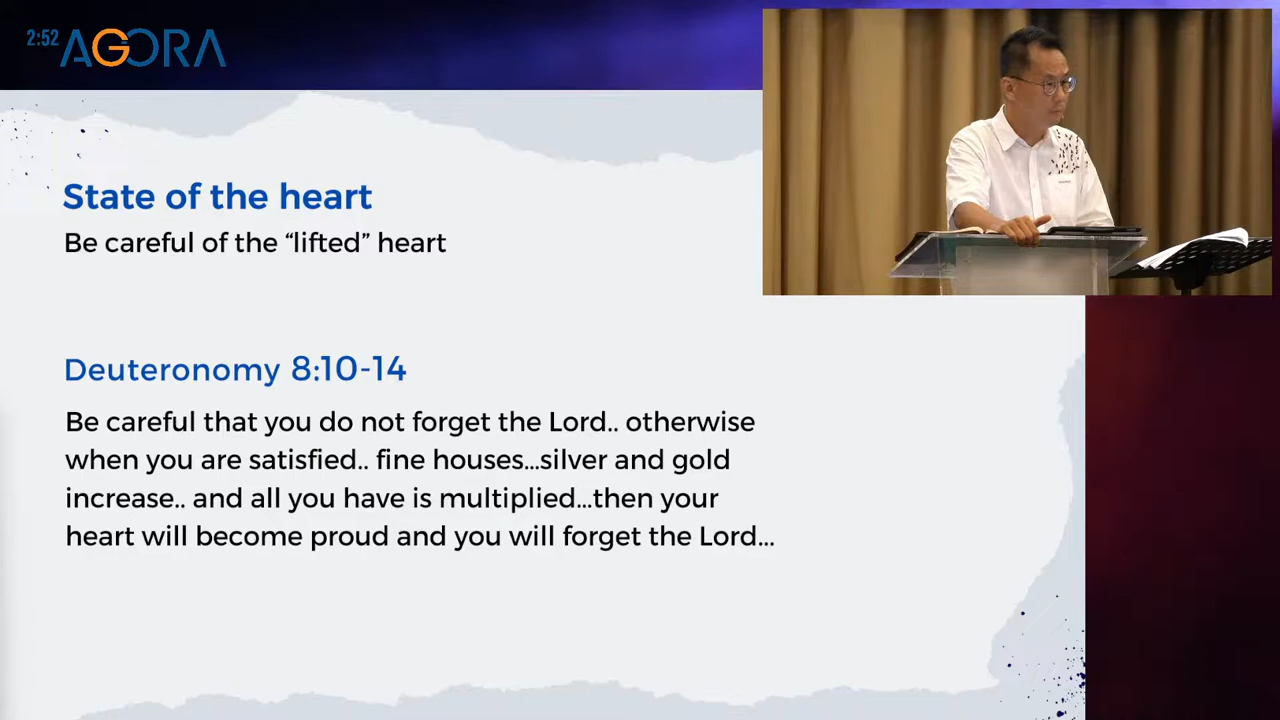 2:52 AGORA
State of the heart
Be careful of the “lifted” heart
Deuteronomy 8:10-14
Be careful that you do not forget the Lord.. otherwise
when you are satisfied.. fine houses...silver and gold
increase.. and all you have is multiplied...then your
heart will become proud and you will forget the Lord...